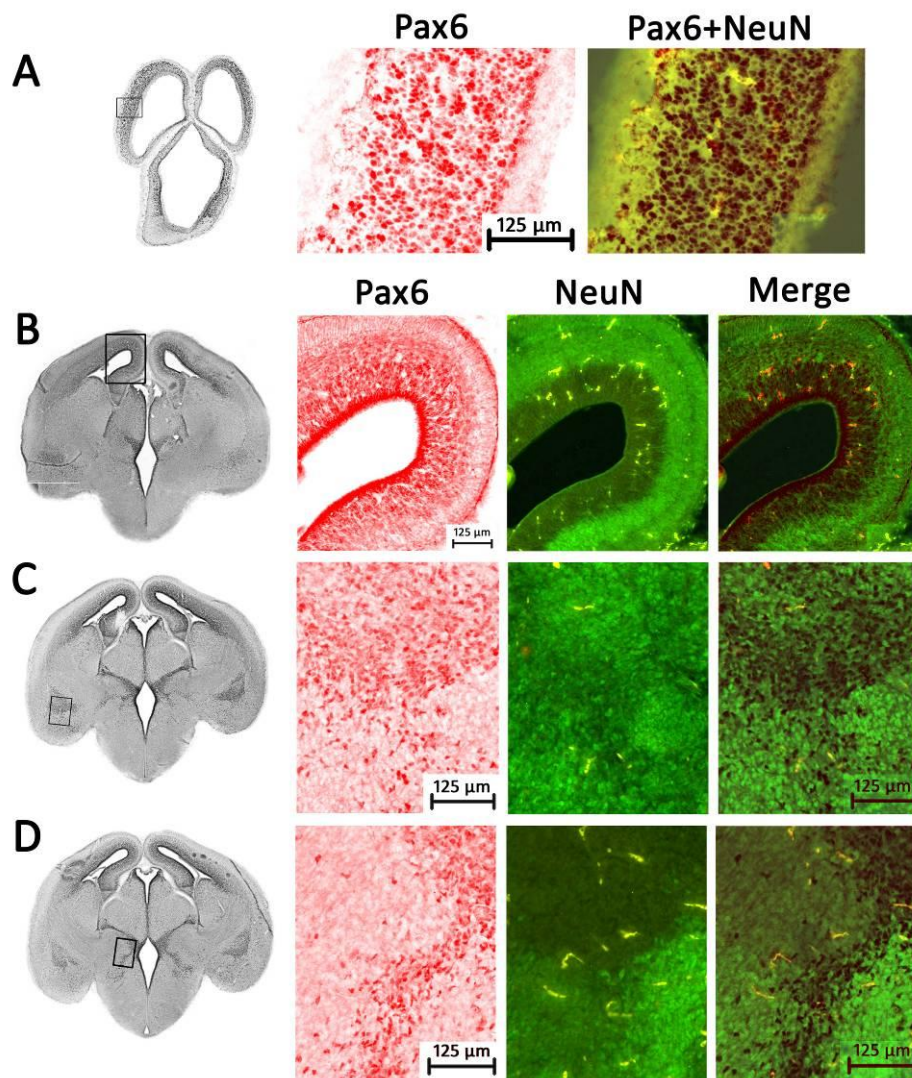 Pax6 Pax6+NeuN
A
125 µm
Pax6 NeuN Merge
B
125 µm
C
125 µm 125 µm
D
125 µm 125 µm